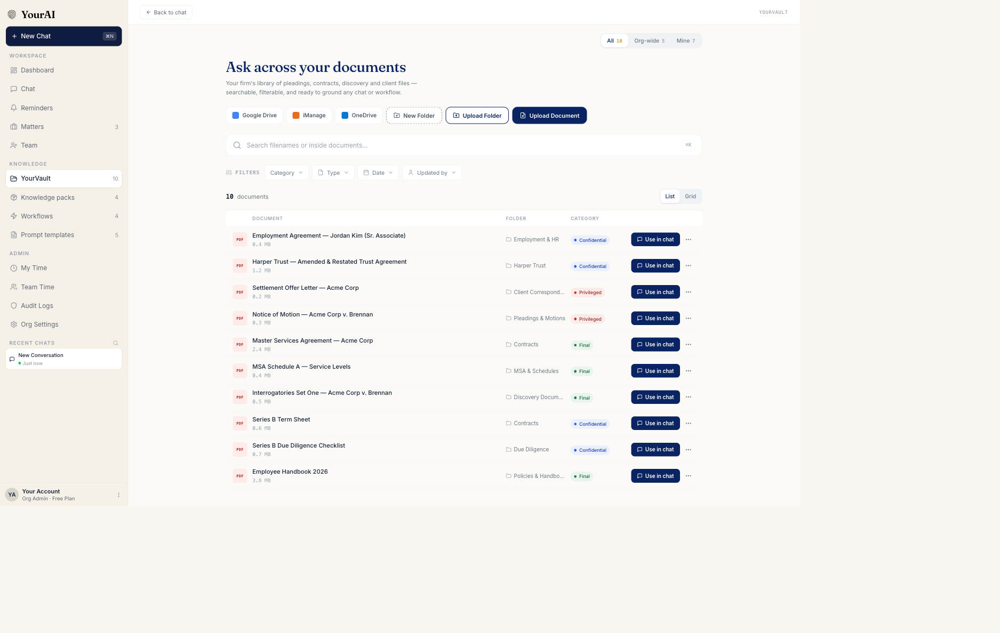 YourAI
New Chat ⌘N
WORKSPACE
Dashboard
Chat
Reminders
Matters 3
Team
KNOWLEDGE
YourVault 10
Knowledge packs 4
Workflows 4
Prompt templates 5
ADMIN
My Time
Team Time
Audit Logs
Org Settings
RECENT CHATS
New Conversation
Just now
YA
Your Account
Org Admin · Free Plan
Back to chat
YOURVAULT
All 10 Org-wide 5 Mine 7
Ask across your documents
Your firm's library of pleadings, contracts, discovery and client files —
searchable, filterable, and ready to ground any chat or workflow.
Google Drive iManage OneDrive New Folder Upload Folder Upload Document
Search filenames or inside documents... ⌘K
FILTERS Category Type Date Updated by
10 documents
List Grid
DOCUMENT FOLDER CATEGORY
PDF Employment Agreement — Jordan Kim (Sr. Associate) Employment & HR Confidential Use in chat
0.4 MB
PDF Harper Trust — Amended & Restated Trust Agreement Harper Trust Confidential Use in chat
1.2 MB
PDF Settlement Offer Letter — Acme Corp Client Correspond... Privileged Use in chat
0.2 MB
PDF Notice of Motion — Acme Corp v. Brennan Pleadings & Motions Privileged Use in chat
0.3 MB
PDF Master Services Agreement — Acme Corp Contracts Final Use in chat
2.4 MB
PDF MSA Schedule A — Service Levels MSA & Schedules Final Use in chat
0.4 MB
PDF Interrogatories Set One — Acme Corp v. Brennan Discovery Docum... Final Use in chat
0.5 MB
PDF Series B Term Sheet Contracts Confidential Use in chat
0.6 MB
PDF Series B Due Diligence Checklist Due Diligence Confidential Use in chat
0.7 MB
PDF Employee Handbook 2026 Policies & Handbo... Final Use in chat
3.8 MB